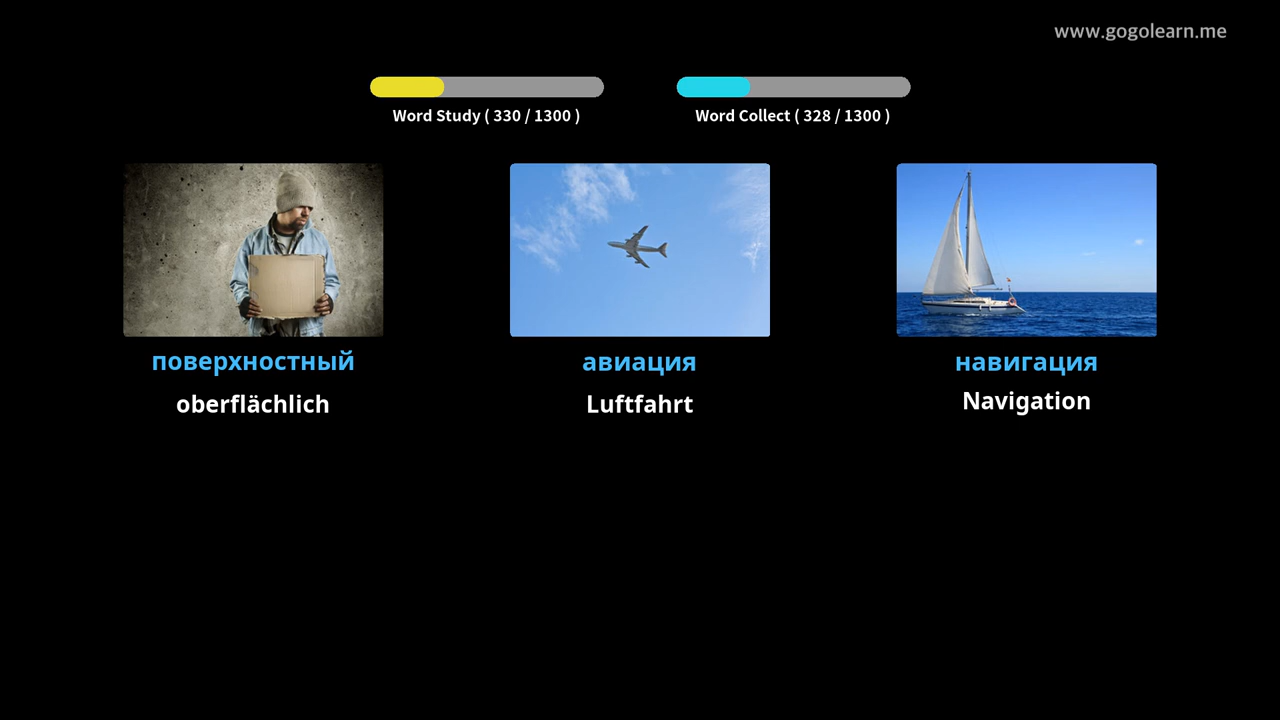 www.gogolearn.me
Word Study ( 330 / 1300 )
Word Collect ( 328 / 1300 )
поверхностный
авиация
навигация
oberflächlich
Luftfahrt
Navigation